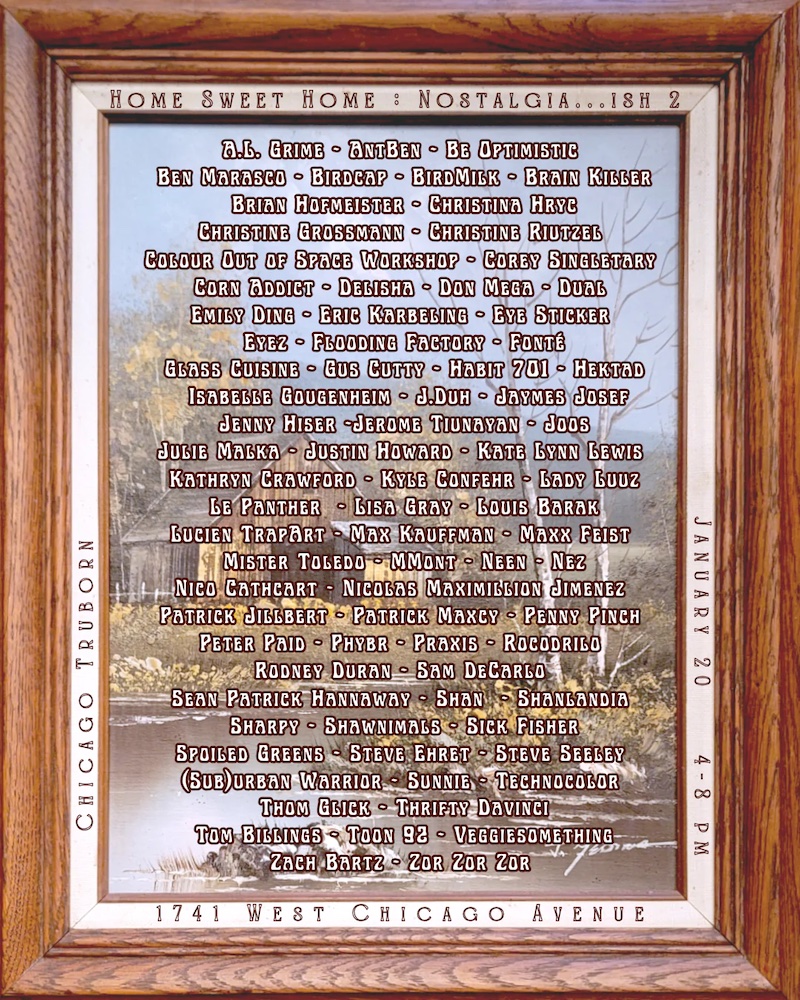 Home Sweet Home : Nostalgia...ish 2
A.L. Grime - AntBen - Be Optimistic
Ben Marasco - Birdcap - BirdMilk - Brain Killer
Brian Hofmeister - Christina Hryc
Christine Grossmann - Christine Riutzel
Colour Out of Space Workshop - Corey Singletary
Corn Addict - Delisha - Don Mega - Dual
Emily Ding - Eric Karbeling - Eye Sticker
Eyez - Flooding Factory - Fonté
Glass Cuisine - Gus Cutty - Habit 701 - Hektad
Isabelle Gougenheim - J.Duh - Jaymes Josef
Jenny Hiser -Jerome Tiunayan - Joos
Julie Malka - Justin Howard - Kate Lynn Lewis
Kathryn Crawford - Kyle Confehr - Lady Luuz
Le Panther - Lisa Gray - Louis Barak
Lucien TrapArt - Max Kauffman - Maxx Feist
Mister Toledo - MMont - Neen - Nez
Nico Cathcart - Nicolas Maximillion Jimenez
Patrick Jillbert - Patrick Maxcy - Penny Pinch
Peter Paid - Phybr - Praxis - Rocodrilo
Rodney Duran - Sam DeCarlo
Sean Patrick Hannaway - Shan - Shanlandia
Sharpy - Shawnimals - Sick Fisher
Spoiled Greens - Steve Ehret - Steve Seeley
(Sub)urban Warrior - Sunnie - Technocolor
Thom Glick - Thrifty Davinci
Tom Billings - Toon 92 - Veggiesomething
Zach Bartz - Zor Zor Zor
Chicago Truborn
January 20 4-8 PM
1741 West Chicago Avenue